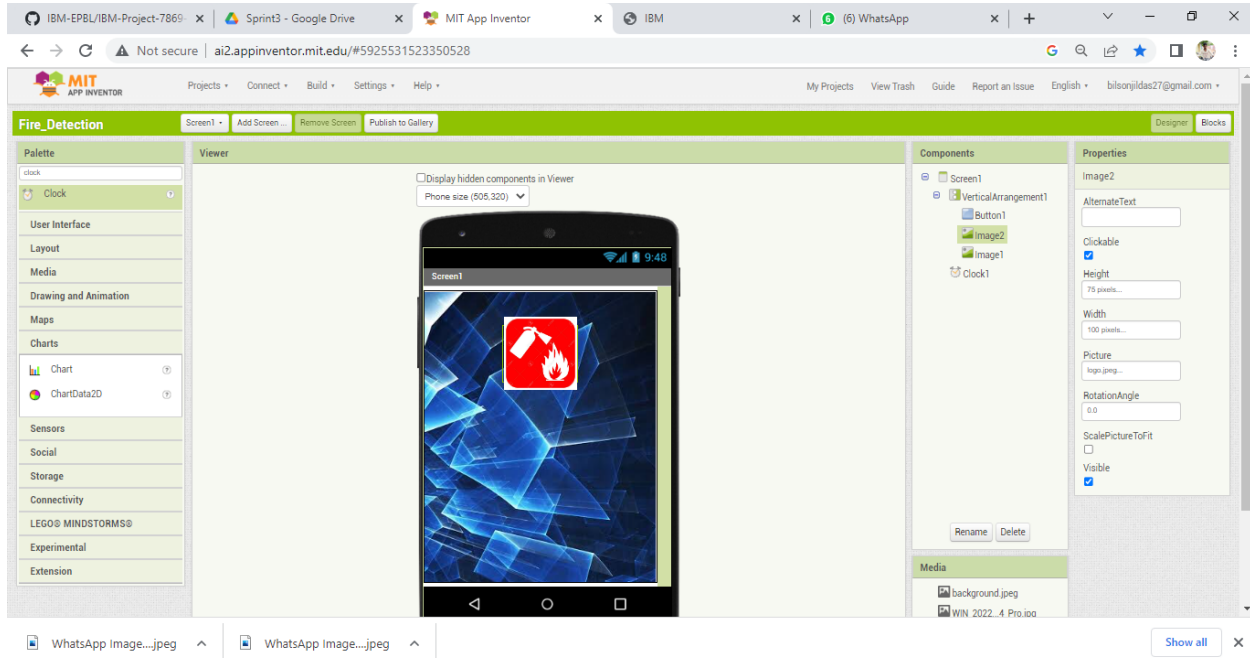 IBM-EPBL/IBM-Project-7869-
Sprint3 - Google Drive
MIT App Inventor
IBM
(6) WhatsApp
Not secure | ai2.appinventor.mit.edu/#5925531523350528
MIT
APP INVENTOR
Projects
Connect
Build
Settings
Help
My Projects
View Trash
Guide
Report an Issue
English
bilsonjildas27@gmail.com
Fire_Detection
Screen1
Add Screen ...
Remove Screen
Publish to Gallery
Designer
Blocks
Palette
clock
Clock
User Interface
Layout
Media
Drawing and Animation
Maps
Charts
Chart
ChartData2D
Sensors
Social
Storage
Connectivity
LEGO® MINDSTORMS®
Experimental
Extension
Viewer
Display hidden components in Viewer
Phone size (505,320)
9:48
Screen1
Components
Screen1
VerticalArrangement1
Button1
Image2
Image1
Clock1
Rename
Delete
Media
background.jpeg
WIN_2022...4_Pro.jpg
Properties
Image2
AlternateText
Clickable
Height
75 pixels...
Width
100 pixels...
Picture
logo.jpeg...
RotationAngle
0.0
ScalePictureToFit
Visible
WhatsApp Image....jpeg
WhatsApp Image....jpeg
Show all